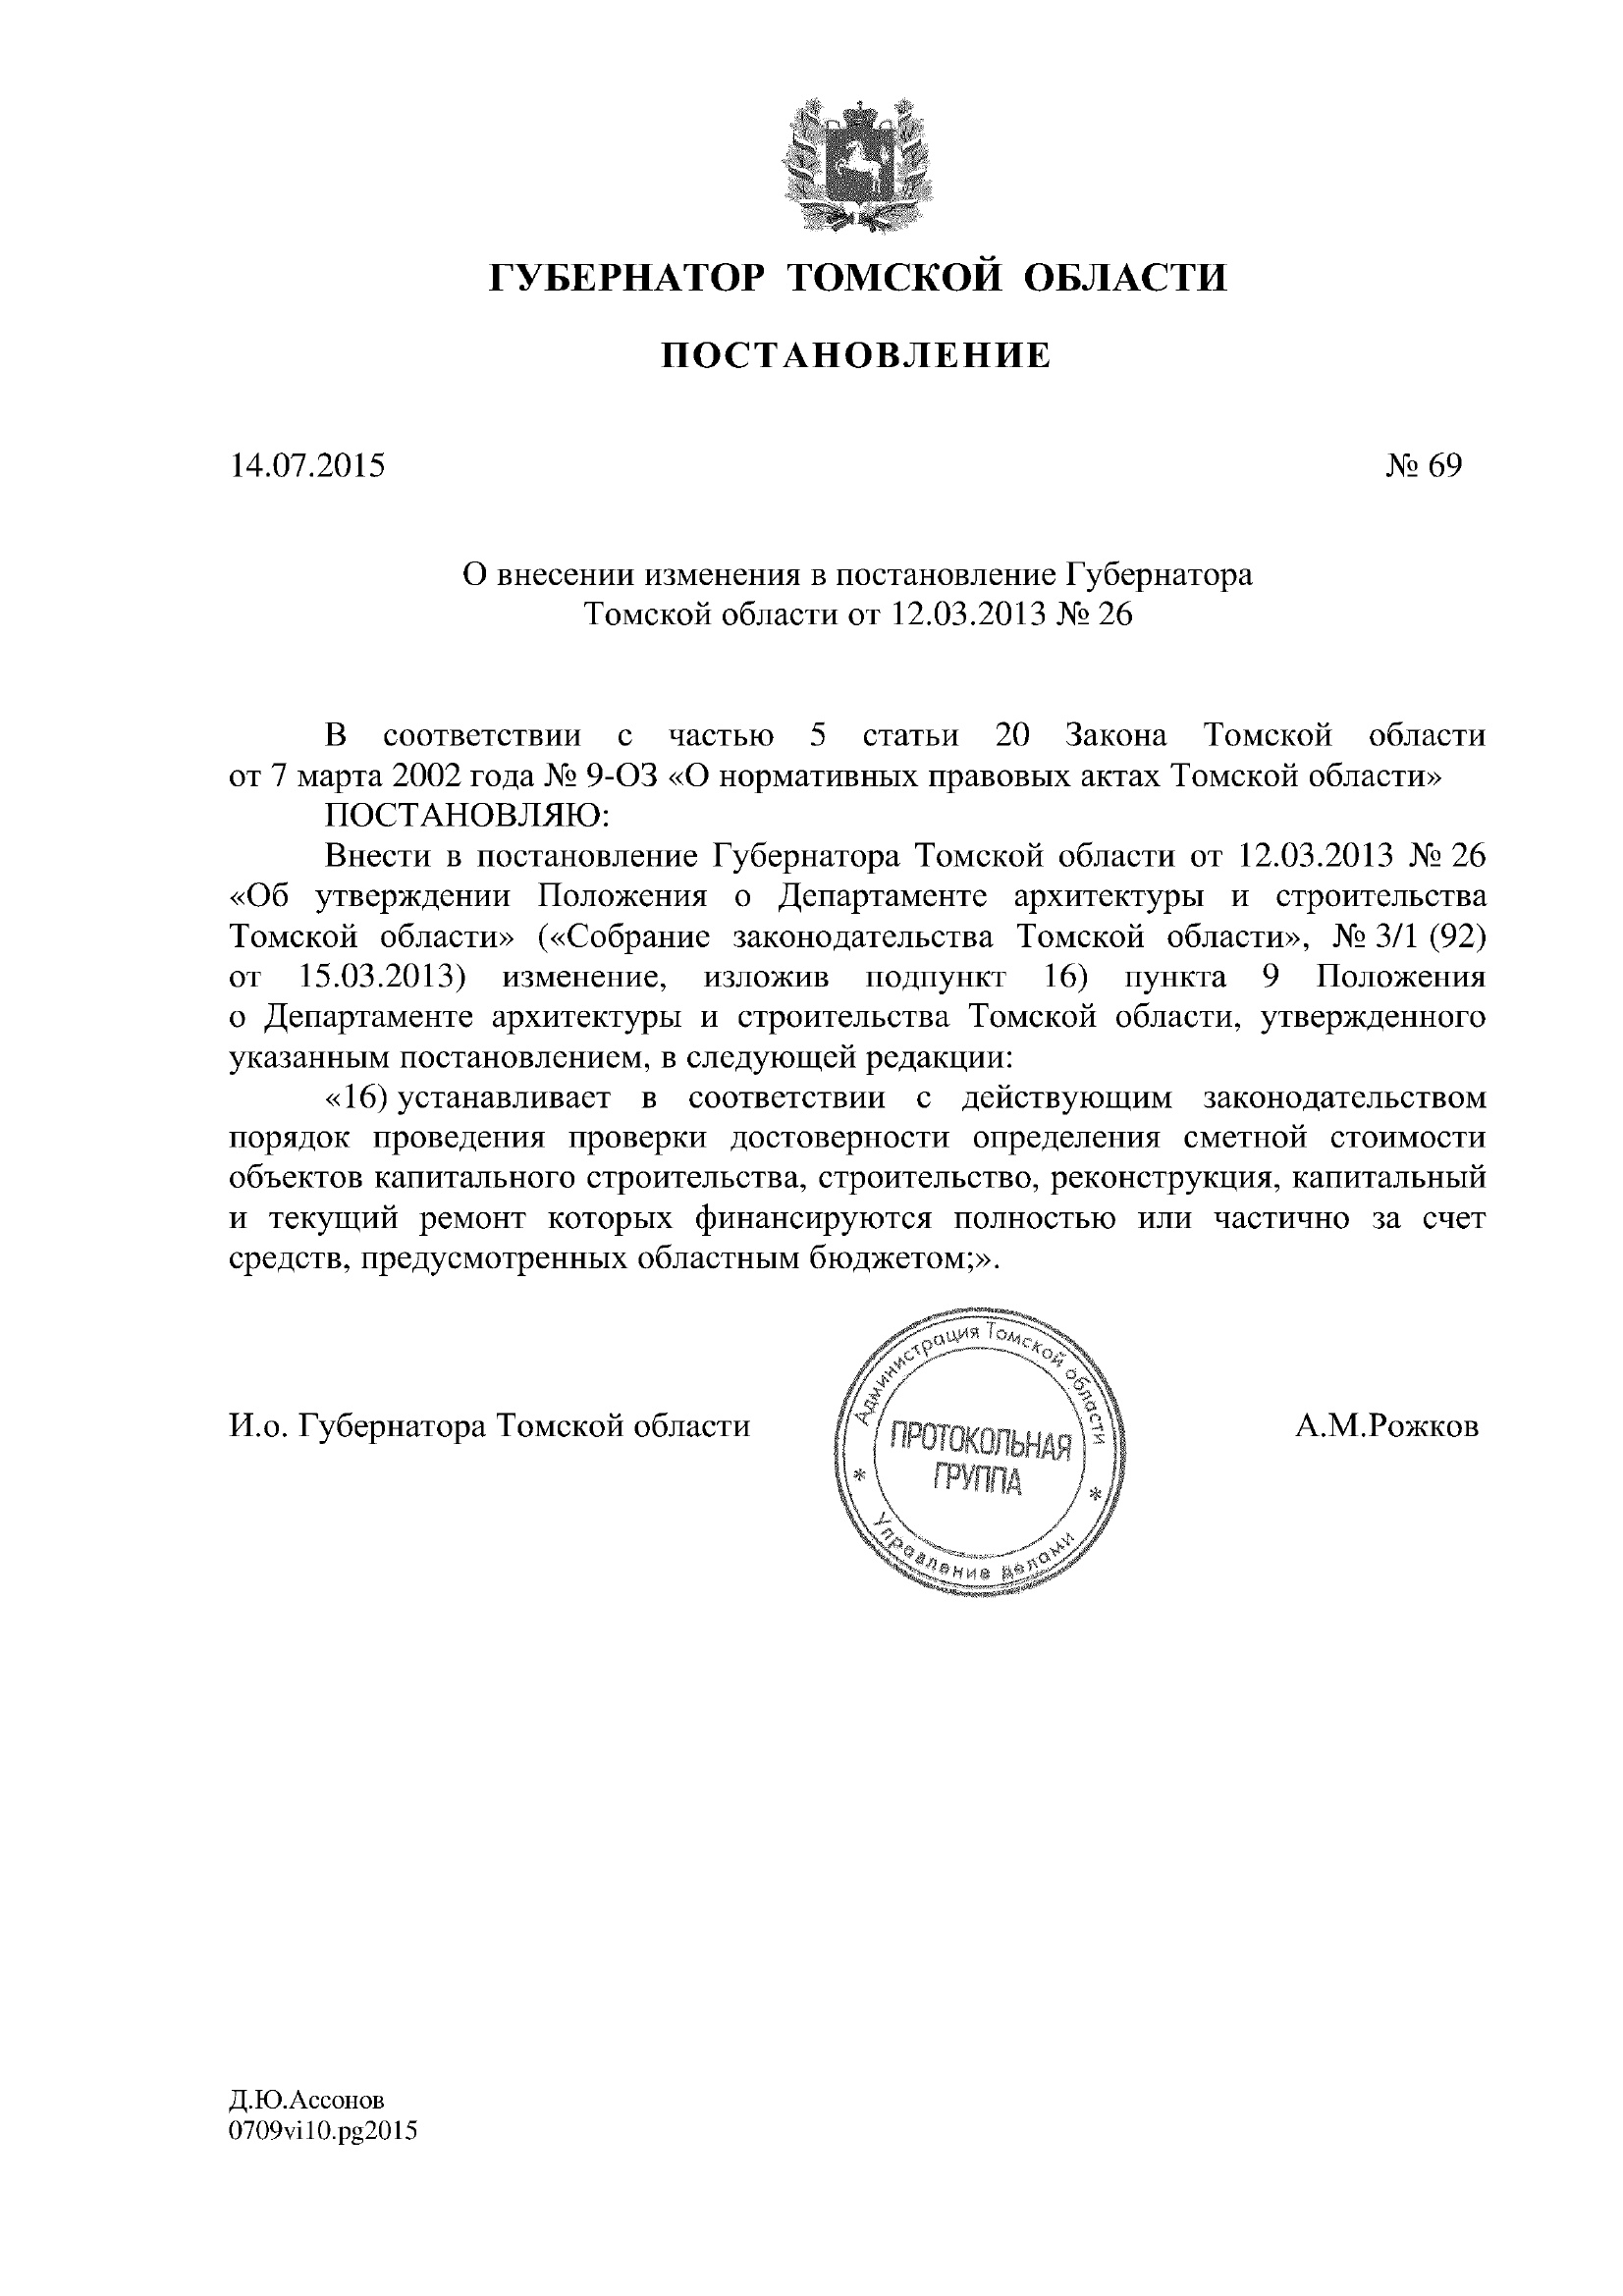 ГУБЕРНАТОР ТОМСКОЙ ОБЛАСТИ
ПОСТАНОВЛЕНИЕ
14.07.2015 № 69
О внесении изменения в постановление Губернатора
Томской области от 12.03.2013 № 26
В соответствии с частью 5 статьи 20 Закона Томской области
от 7 марта 2002 года № 9-ОЗ «О нормативных правовых актах Томской области»
ПОСТАНОВЛЯЮ:
Внести в постановление Губернатора Томской области от 12.03.2013 № 26
«Об утверждении Положения о Департаменте архитектуры и строительства
Томской области» («Собрание законодательства Томской области», № 3/1 (92)
от 15.03.2013) изменение, изложив подпункт 16) пункта 9 Положения
о Департаменте архитектуры и строительства Томской области, утвержденного
указанным постановлением, в следующей редакции:
«16) устанавливает в соответствии с действующим законодательством
порядок проведения проверки достоверности определения сметной стоимости
объектов капитального строительства, строительство, реконструкция, капитальный
и текущий ремонт которых финансируются полностью или частично за счет
средств, предусмотренных областным бюджетом;».
И.о. Губернатора Томской области А.М.Рожков
Администрация Томской области
ПРОТОКОЛЬНАЯ
ГРУППА
* Управление делами *
Д.Ю.Ассонов
0709vi10.pg2015